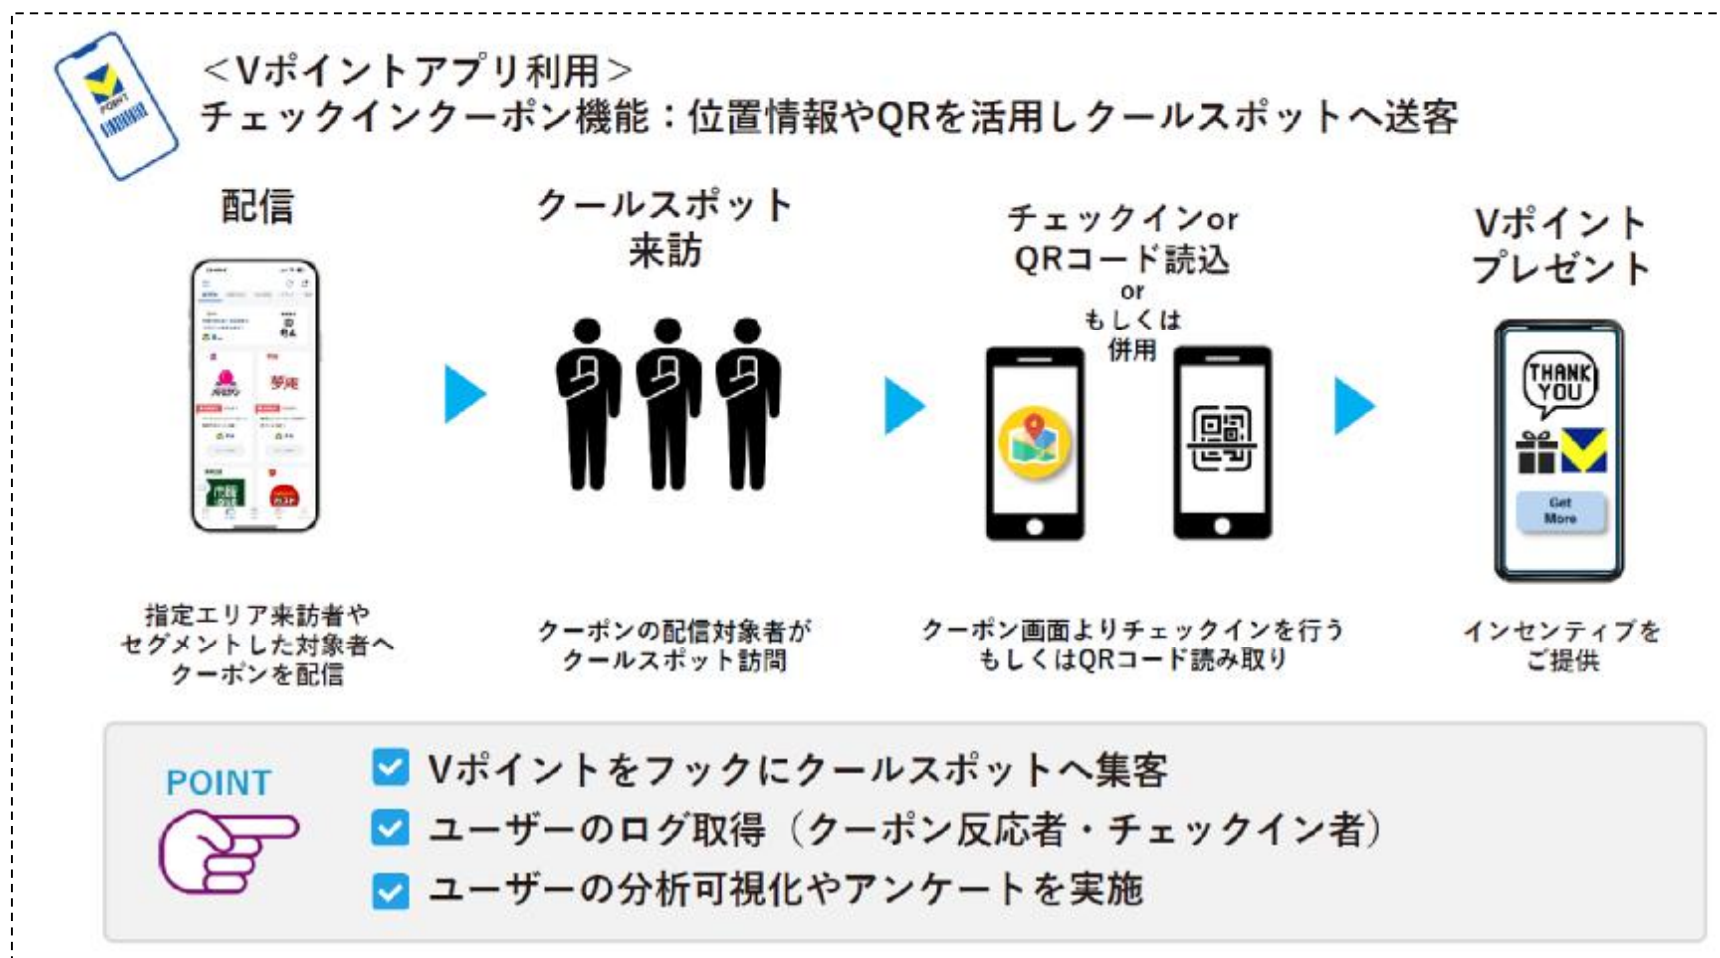 ＜Vポイントアプリ利用＞
チェックインクーポン機能：位置情報やQRを活用しクールスポットへ送客
POINT
配信
クールスポット
来訪
チェックインor
QRコード読込
or
もしくは
併用
Vポイント
プレゼント
夢庵
THANK
YOU
Get
More
指定エリア来訪者や
セグメントした対象者へ
クーポンを配信
クーポンの配信対象者が
クールスポット訪問
クーポン画面よりチェックインを行う
もしくはQRコード読み取り
インセンティブを
ご提供
POINT
Vポイントをフックにクールスポットへ集客
ユーザーのログ取得（クーポン反応者・チェックイン者）
ユーザーの分析可視化やアンケートを実施